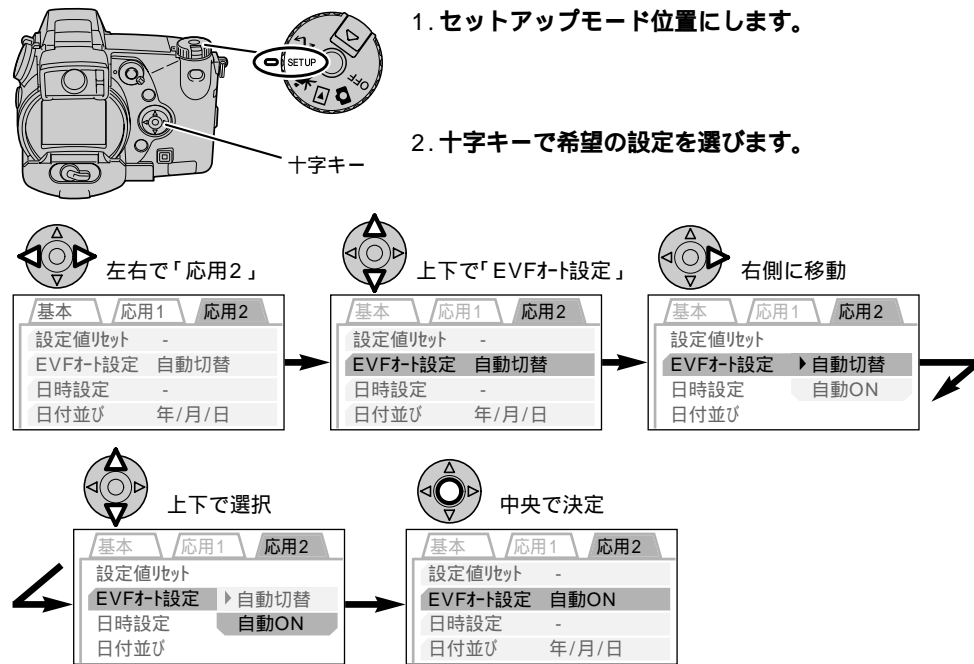 1.セットアップモード位置にします。
SETUP
OFF
2.十字キーで希望の設定を選びます。
十字キー
左右で「応用2」
基本 応用1 応用2
設定値リセット -
EVFオート設定 自動切替
日時設定 -
日付並び 年/月/日
上下で「EVFオート設定」
基本 応用1 応用2
設定値リセット -
EVFオート設定 自動切替
日時設定 -
日付並び 年/月/日
右側に移動
基本 応用1 応用2
設定値リセット
EVFオート設定 自動切替
日時設定 自動ON
日付並び
上下で選択
基本 応用1 応用2
設定値リセット
EVFオート設定 自動切替
日時設定 自動ON
日付並び
中央で決定
基本 応用1 応用2
設定値リセット -
EVFオート設定 自動ON
日時設定 -
日付並び 年/月/日